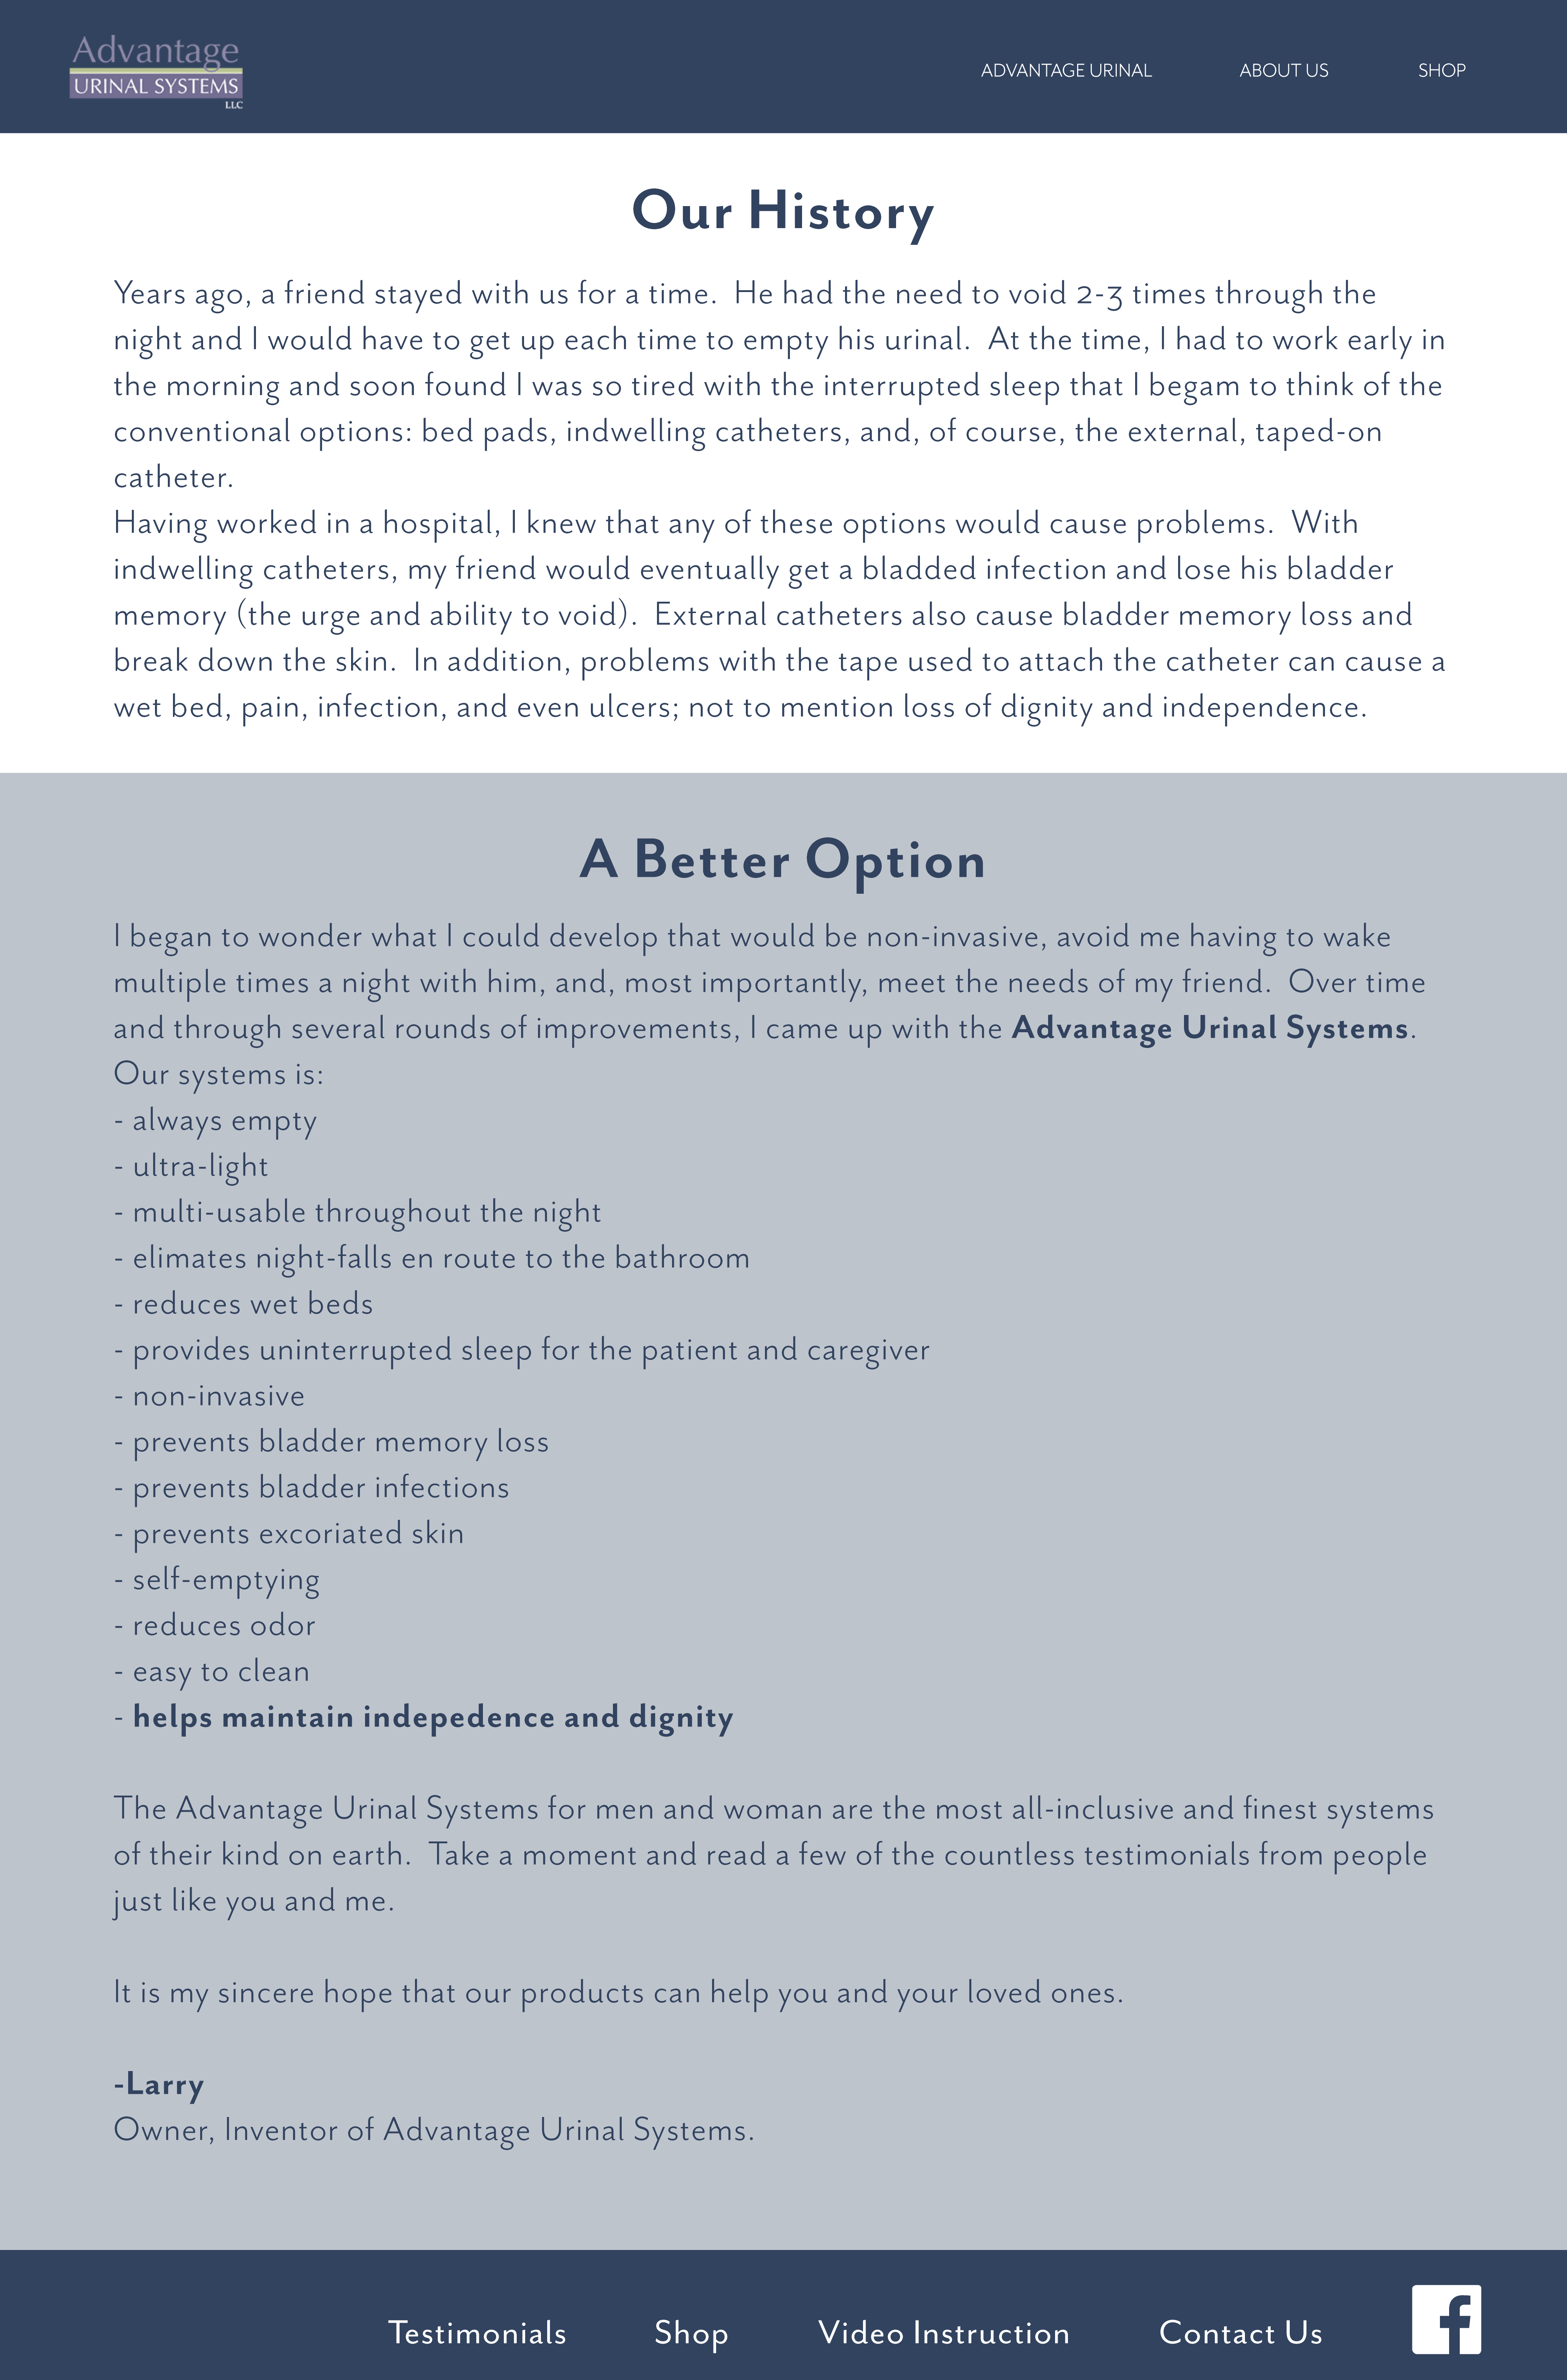 Advantage
URINAL SYSTEMS
LLC
ADVANTAGE URINAL ABOUT US SHOP
Our History
Years ago, a friend stayed with us for a time.  He had the need to void 2-3 times through the
night and I would have to get up each time to empty his urinal.  At the time, I had to work early in
the morning and soon found I was so tired with the interrupted sleep that I begam to think of the
conventional options: bed pads, indwelling catheters, and, of course, the external, taped-on
catheter.
Having worked in a hospital, I knew that any of these options would cause problems.  With
indwelling catheters, my friend would eventually get a bladded infection and lose his bladder
memory (the urge and ability to void).  External catheters also cause bladder memory loss and
break down the skin.  In addition, problems with the tape used to attach the catheter can cause a
wet bed, pain, infection, and even ulcers; not to mention loss of dignity and independence.
A Better Option
I began to wonder what I could develop that would be non-invasive, avoid me having to wake
multiple times a night with him, and, most importantly, meet the needs of my friend.  Over time
and through several rounds of improvements, I came up with the Advantage Urinal Systems.
Our systems is:
- always empty
- ultra-light
- multi-usable throughout the night
- elimates night-falls en route to the bathroom
- reduces wet beds
- provides uninterrupted sleep for the patient and caregiver
- non-invasive
- prevents bladder memory loss
- prevents bladder infections
- prevents excoriated skin
- self-emptying
- reduces odor
- easy to clean
- helps maintain indepedence and dignity
The Advantage Urinal Systems for men and woman are the most all-inclusive and finest systems
of their kind on earth.  Take a moment and read a few of the countless testimonials from people
just like you and me.
It is my sincere hope that our products can help you and your loved ones.
-Larry
Owner, Inventor of Advantage Urinal Systems.
Testimonials Shop Video Instruction Contact Us